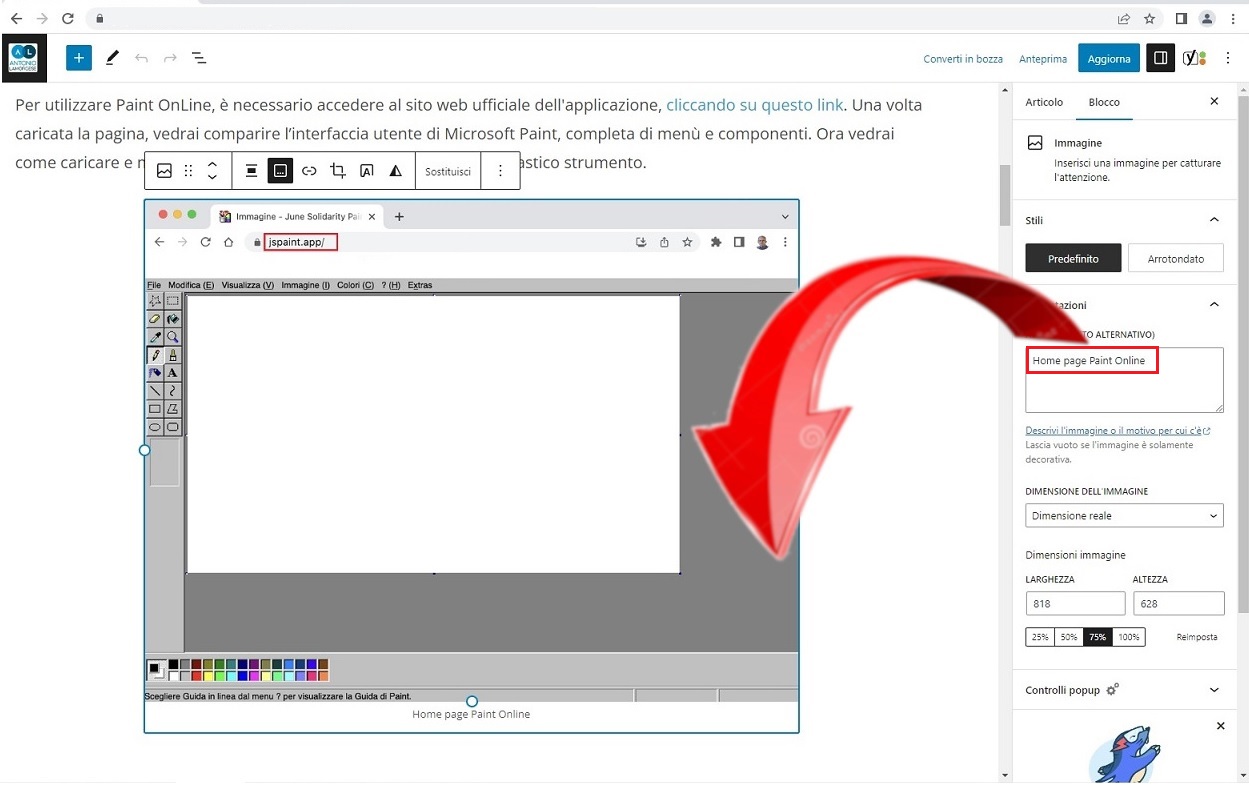 ANTONIO
LAMORGESE
Converti in bozza
Anteprima
Aggiorna
Per utilizzare Paint OnLine, è necessario accedere al sito web ufficiale dell'applicazione, cliccando su questo link. Una volta
caricata la pagina, vedrai comparire l’interfaccia utente di Microsoft Paint, completa di menù e componenti. Ora vedrai
come caricare e
astico strumento.
Sostituisci
Immagine - June Solidarity Pai
jspaint.app/
File Modifica (E) Visualizza (V) Immagine (I) Colori (C) ? (H) Extras
A
Scegliere Guida in linea dal menu ? per visualizzare la Guida di Paint.
Home page Paint Online
Articolo
Blocco
Immagine
Inserisci una immagine per catturare
l'attenzione.
Stili
Predefinito
Arrotondato
tazioni
TO ALTERNATIVO)
Home page Paint Online
Descrivi l'immagine o il motivo per cui c'è
Lascia vuoto se l'immagine è solamente
decorativa.
DIMENSIONE DELL'IMMAGINE
Dimensione reale
Dimensioni immagine
LARGHEZZA ALTEZZA
818 628
25% 50% 75% 100% Reimposta
Controlli popup